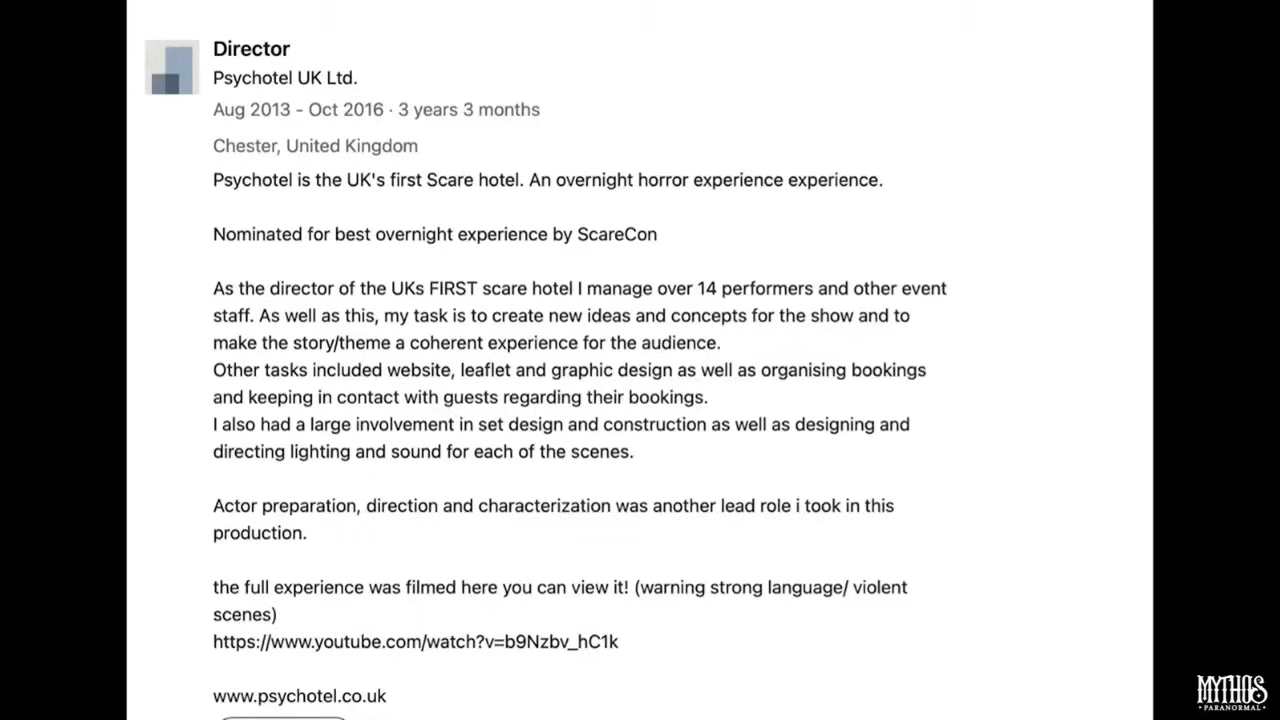 Director
Psychotel UK Ltd.
Aug 2013 - Oct 2016 · 3 years 3 months
Chester, United Kingdom
Psychotel is the UK's first Scare hotel. An overnight horror experience experience.
Nominated for best overnight experience by ScareCon
As the director of the UKs FIRST scare hotel I manage over 14 performers and other event
staff. As well as this, my task is to create new ideas and concepts for the show and to
make the story/theme a coherent experience for the audience.
Other tasks included website, leaflet and graphic design as well as organising bookings
and keeping in contact with guests regarding their bookings.
I also had a large involvement in set design and construction as well as designing and
directing lighting and sound for each of the scenes.
Actor preparation, direction and characterization was another lead role i took in this
production.
the full experience was filmed here you can view it! (warning strong language/ violent
scenes)
https://www.youtube.com/watch?v=b9Nzbv_hC1k
www.psychotel.co.uk
MYTHOS
• PARANORMAL •